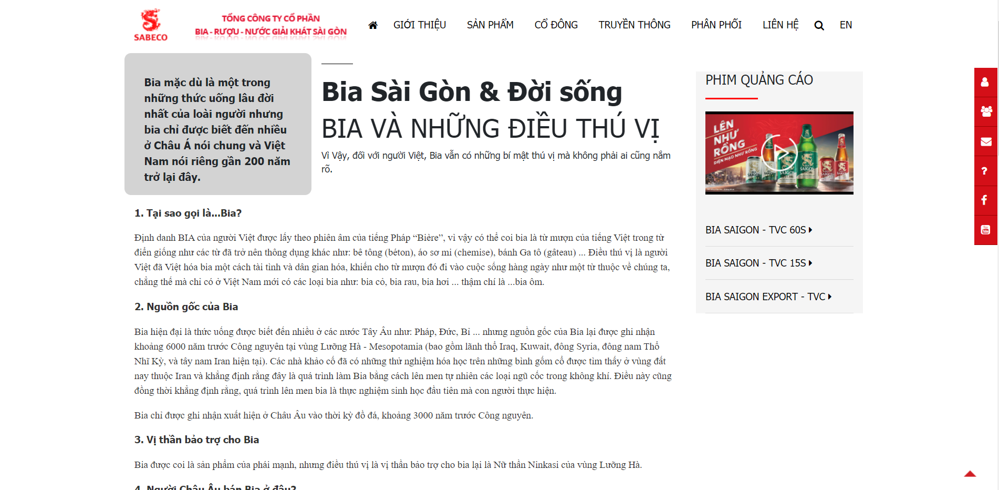 SABECO
TỔNG CÔNG TY CỔ PHẦN
BIA - RƯỢU - NƯỚC GIẢI KHÁT SÀI GÒN
GIỚI THIỆU SẢN PHẨM CỔ ĐÔNG TRUYỀN THÔNG PHÂN PHỐI LIÊN HỆ EN
Bia mặc dù là một trong
những thức uống lâu đời
nhất của loài người nhưng
bia chỉ được biết đến nhiều
ở Châu Á nói chung và Việt
Nam nói riêng gần 200 năm
trở lại đây.
Bia Sài Gòn & Đời sống
BIA VÀ NHỮNG ĐIỀU THÚ VỊ
Vì Vậy, đối với người Việt, Bia vẫn có những bí mật thú vị mà không phải ai cũng nắm
rõ.
1. Tại sao gọi là...Bia?
Định danh BIA của người Việt được lấy theo phiên âm của tiếng Pháp “Bière”, vì vậy có thể coi bia là từ mượn của tiếng Việt trong từ
điển giống như các từ đã trở nên thông dụng khác như: bê tông (béton), áo sơ mi (chemise), bánh Ga tô (gâteau) ... Điều thú vị là người
Việt đã Việt hóa bia một cách tài tình và dân gian hóa, khiến cho từ mượn đó đi vào cuộc sống hàng ngày như một từ thuộc về chúng ta,
chẳng thế mà chỉ có ở Việt Nam mới có các loại bia như: bia cỏ, bia rau, bia hơi ... thậm chí là ...bia ôm.
2. Nguồn gốc của Bia
Bia hiện đại là thức uống được biết đến nhiều ở các nước Tây Âu như: Pháp, Đức, Bỉ ... nhưng nguồn gốc của Bia lại được ghi nhận
khoảng 6000 năm trước Công nguyên tại vùng Lưỡng Hà - Mesopotamia (bao gồm lãnh thổ Iraq, Kuwait, đông Syria, đông nam Thổ
Nhĩ Kỳ, và tây nam Iran hiện tại). Các nhà khảo cổ đã có những thử nghiệm hóa học trên những bình gốm cổ được tìm thấy ở vùng đất
nay thuộc Iran và khẳng định rằng đây là quá trình làm Bia bằng cách lên men tự nhiên các loại ngũ cốc trong không khí. Điều này cũng
đồng thời khẳng định rằng, quá trình lên men bia là thực nghiệm sinh học đầu tiên mà con người thực hiện.
Bia chỉ được ghi nhận xuất hiện ở Châu Âu vào thời kỳ đồ đá, khoảng 3000 năm trước Công nguyên.
3. Vị thần bảo trợ cho Bia
Bia được coi là sản phẩm của phái mạnh, nhưng điều thú vị là vị thần bảo trợ cho bia lại là Nữ thần Ninkasi của vùng Lưỡng Hà.
4. Người Châu Âu bán Bia ở đâu?
PHIM QUẢNG CÁO
LÊN
NHƯ
RỒNG
DIỆN MẠO NHƯ RỒNG
BIA SAIGON - TVC 60S
BIA SAIGON - TVC 15S
BIA SAIGON EXPORT - TVC